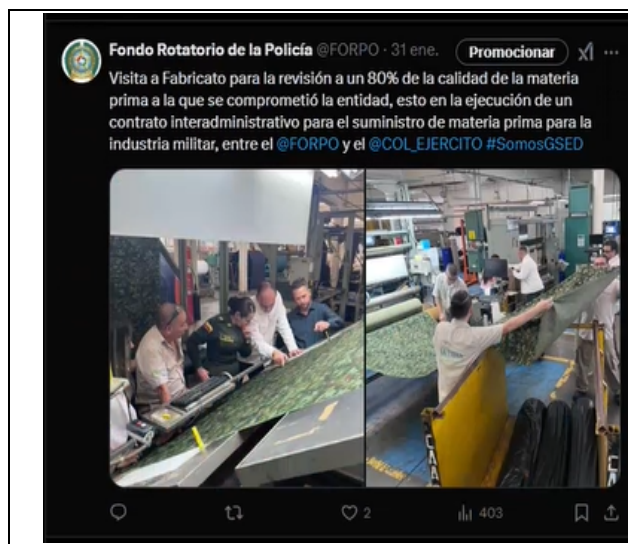 Fondo Rotatorio de la Policía @FORPO · 31 ene.
Promocionar
Visita a Fabricato para la revisión a un 80% de la calidad de la materia
prima a la que se comprometió la entidad, esto en la ejecución de un
contrato interadministrativo para el suministro de materia prima para la
industria militar, entre el @FORPO y el @COL_EJERCITO #SomosGSED
2
403